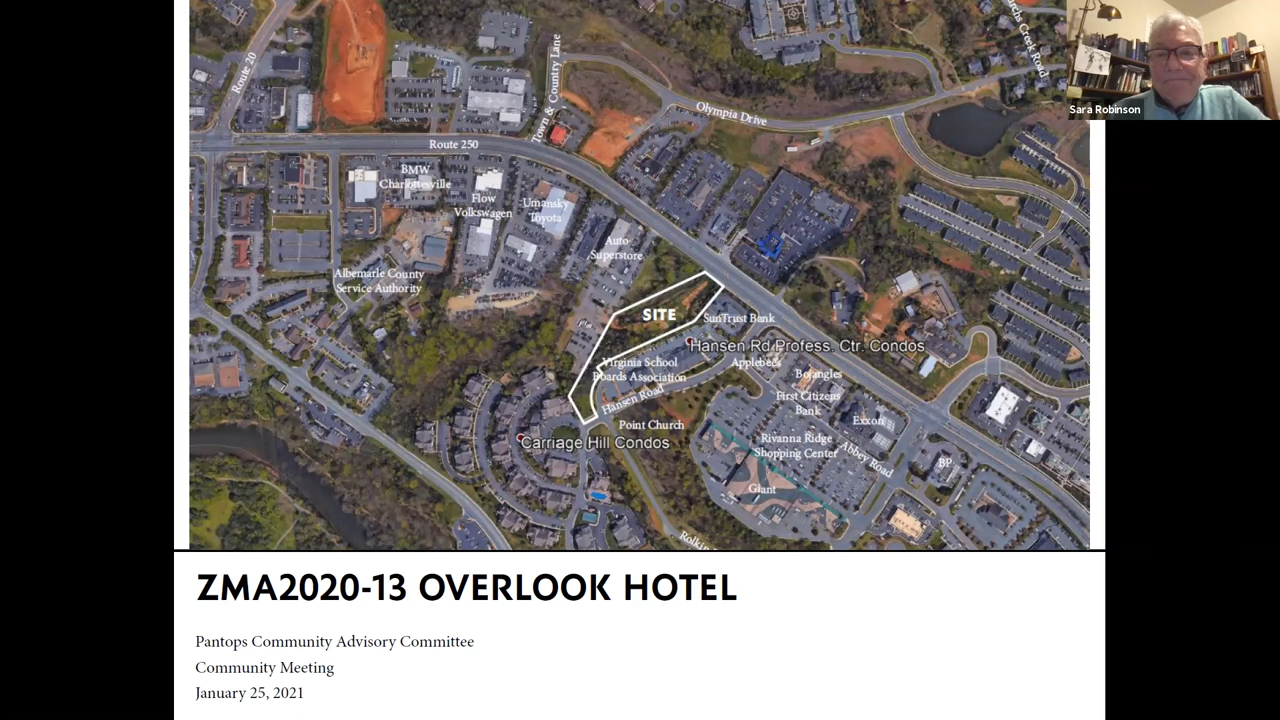 Route 20
Town & Country Lane
Route 250
Olympia Drive
BMW
Charlottesville
Flow
Volkswagen
Umansky
Toyota
Auto
Superstore
Albemarle County
Service Authority
SITE
SunTrust Bank
Hansen Rd Profess. Ctr. Condos
Virginia School
Boards Association
Applebee's
Bojangles
Hansen Road
First Citizens
Bank
Exxon
Point Church
Carriage Hill Condos
Rivanna Ridge
Shopping Center
Abbey Road
BP
Giant
Sara Robinson
ZMA2020-13 OVERLOOK HOTEL
Pantops Community Advisory Committee
Community Meeting
January 25, 2021